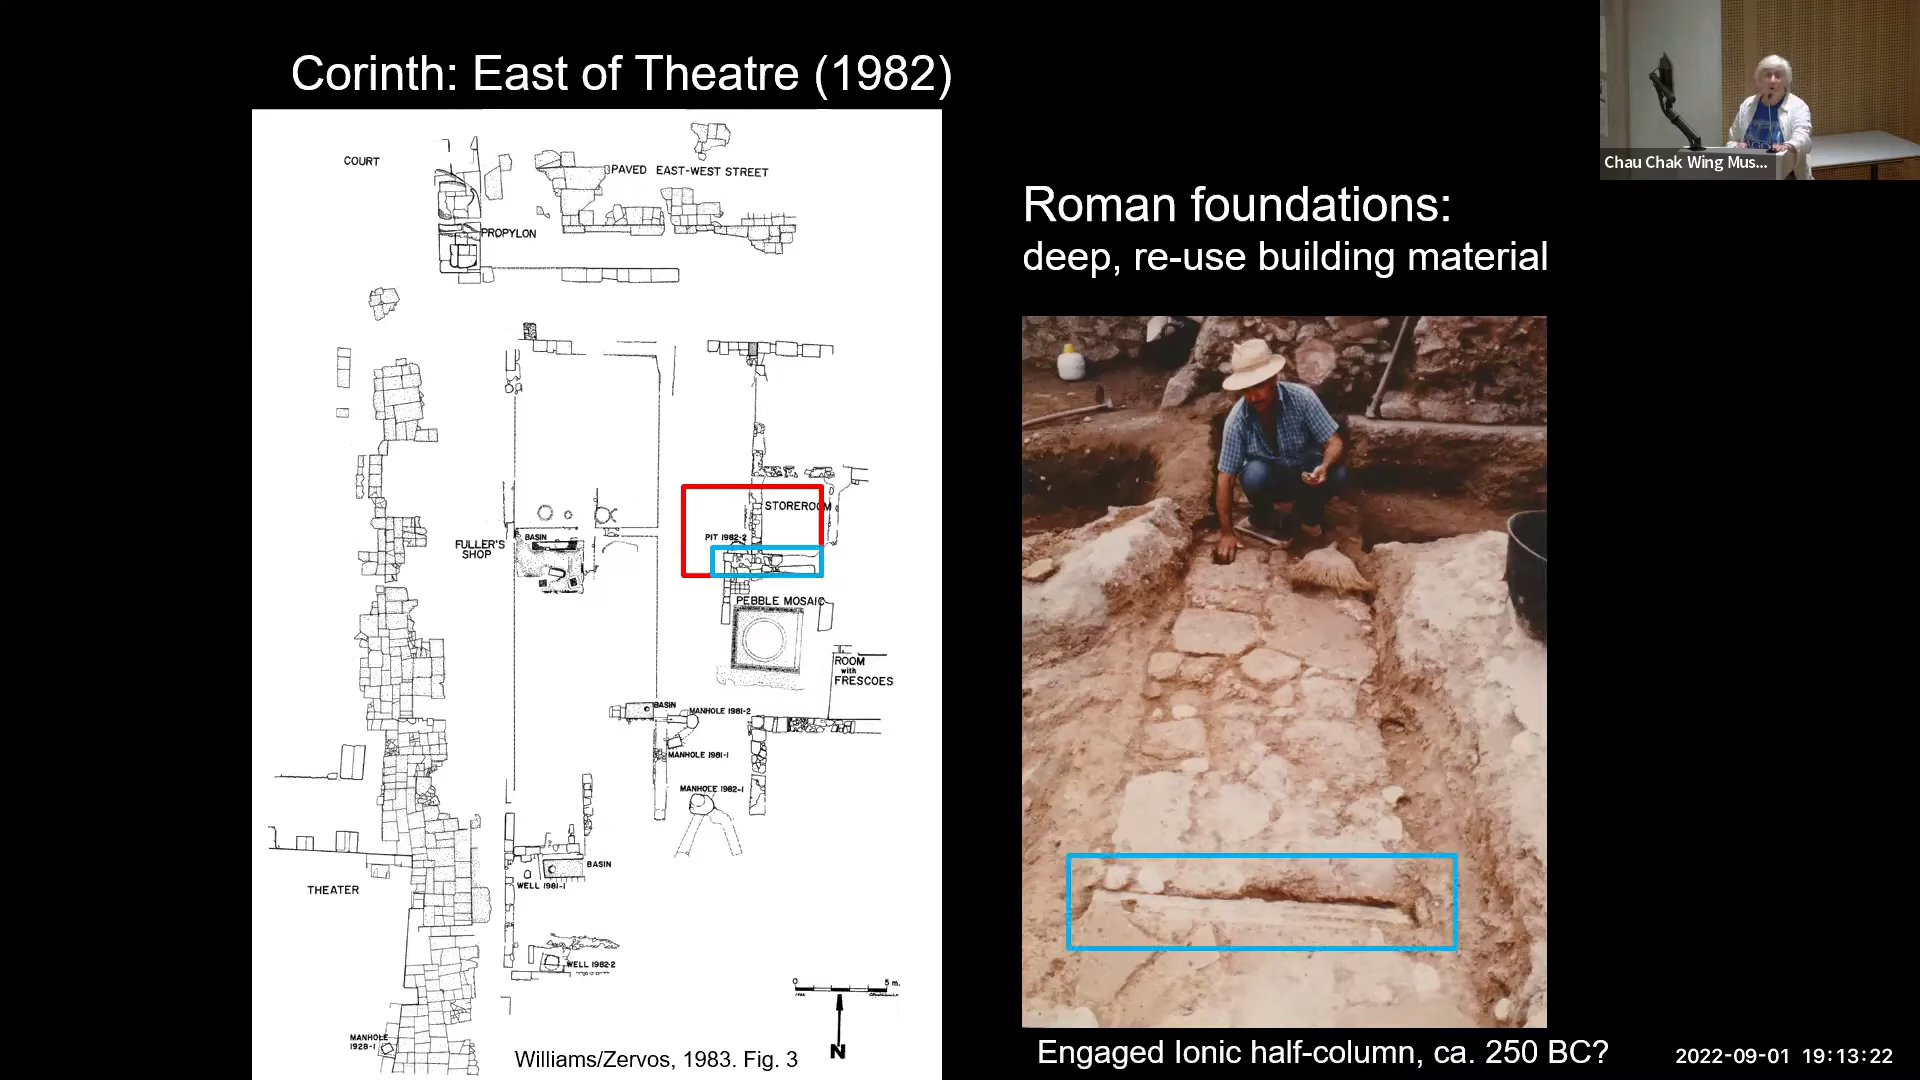 Corinth: East of Theatre (1982)
Chau Chak Wing Mus...
COURT
PAVED EAST-WEST STREET
PROPYLON
Roman foundations:
deep, re-use building material
STOREROOM
PIT 1982-2
FULLER'S
SHOP
BASIN
PEBBLE MOSAIC
ROOM
with
FRESCOES
BASIN
MANHOLE 1981-2
MANHOLE 1981-1
MANHOLE 1982-1
BASIN
WELL 1981-1
THEATER
WELL 1982-2
0 5 m.
MANHOLE
1928-1
N
Williams/Zervos, 1983. Fig. 3
Engaged Ionic half-column, ca. 250 BC?
2022-09-01 19:13:22